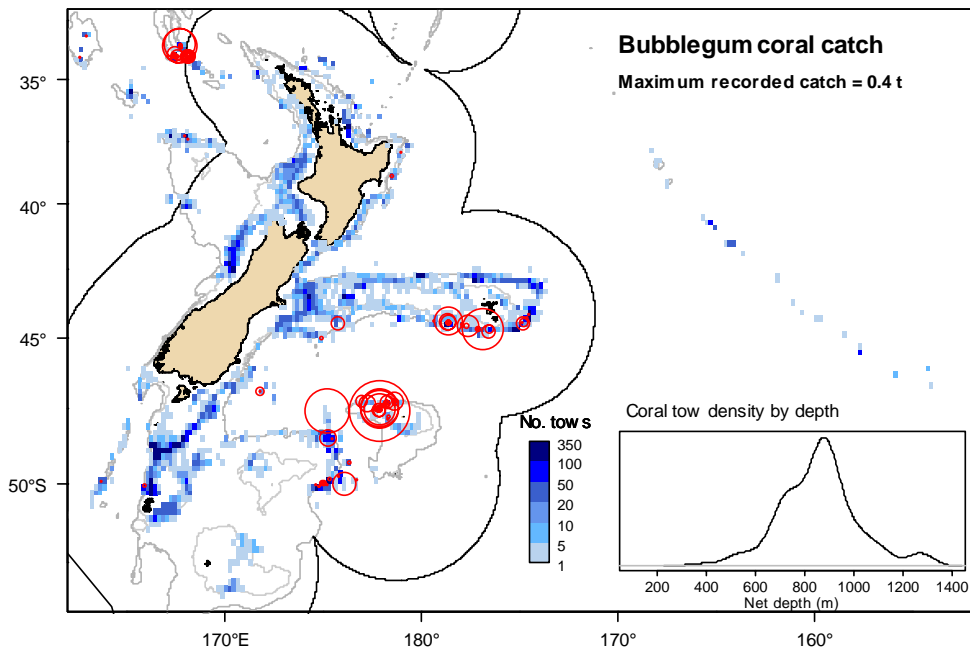 Bubblegum coral catch
Maximum recorded catch = 0.4 t
35°
40°
45°
50°S
No. tows
350
100
50
20
10
5
1
Coral tow density by depth
200 400 600 800 1000 1200 1400
Net depth (m)
170°E 180° 170° 160°